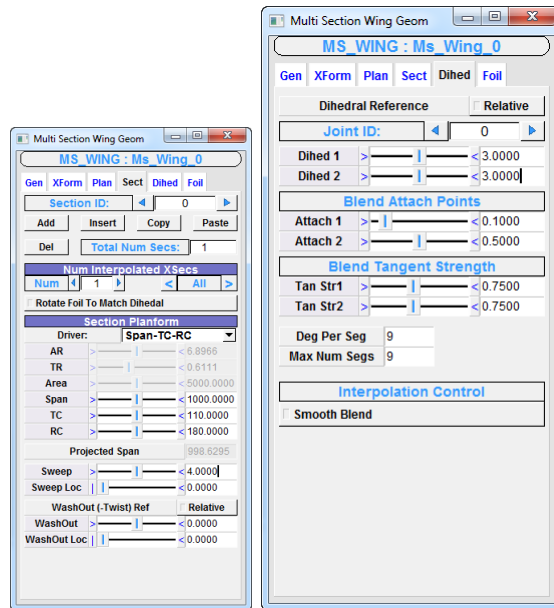 Multi Section Wing Geom
MS_WING : Ms_Wing_0
Gen XForm Plan Sect Dihed Foil
Section ID: 0
Add Insert Copy Paste
Del Total Num Secs: 1
Num Interpolated XSecs
Num 1 < All >
Rotate Foil To Match Dihedal
Section Planform
Driver: Span-TC-RC
AR > < 6.8966
TR > < 0.6111
Area > < 5000.0000
Span > < 1000.0000
TC > < 110.0000
RC > < 180.0000
Projected Span 998.6295
Sweep > < 4.0000
Sweep Loc | < 0.0000
WashOut (-Twist) Ref Relative
WashOut > < 0.0000
WashOut Loc | < 0.0000
Multi Section Wing Geom
MS_WING : Ms_Wing_0
Gen XForm Plan Sect Dihed Foil
Dihedral Reference Relative
Joint ID: 0
Dihed 1 > < 3.0000
Dihed 2 > < 3.0000
Blend Attach Points
Attach 1 > < 0.1000
Attach 2 > < 0.5000
Blend Tangent Strength
Tan Str1 > < 0.7500
Tan Str2 > < 0.7500
Deg Per Seg 9
Max Num Segs 9
Interpolation Control
Smooth Blend